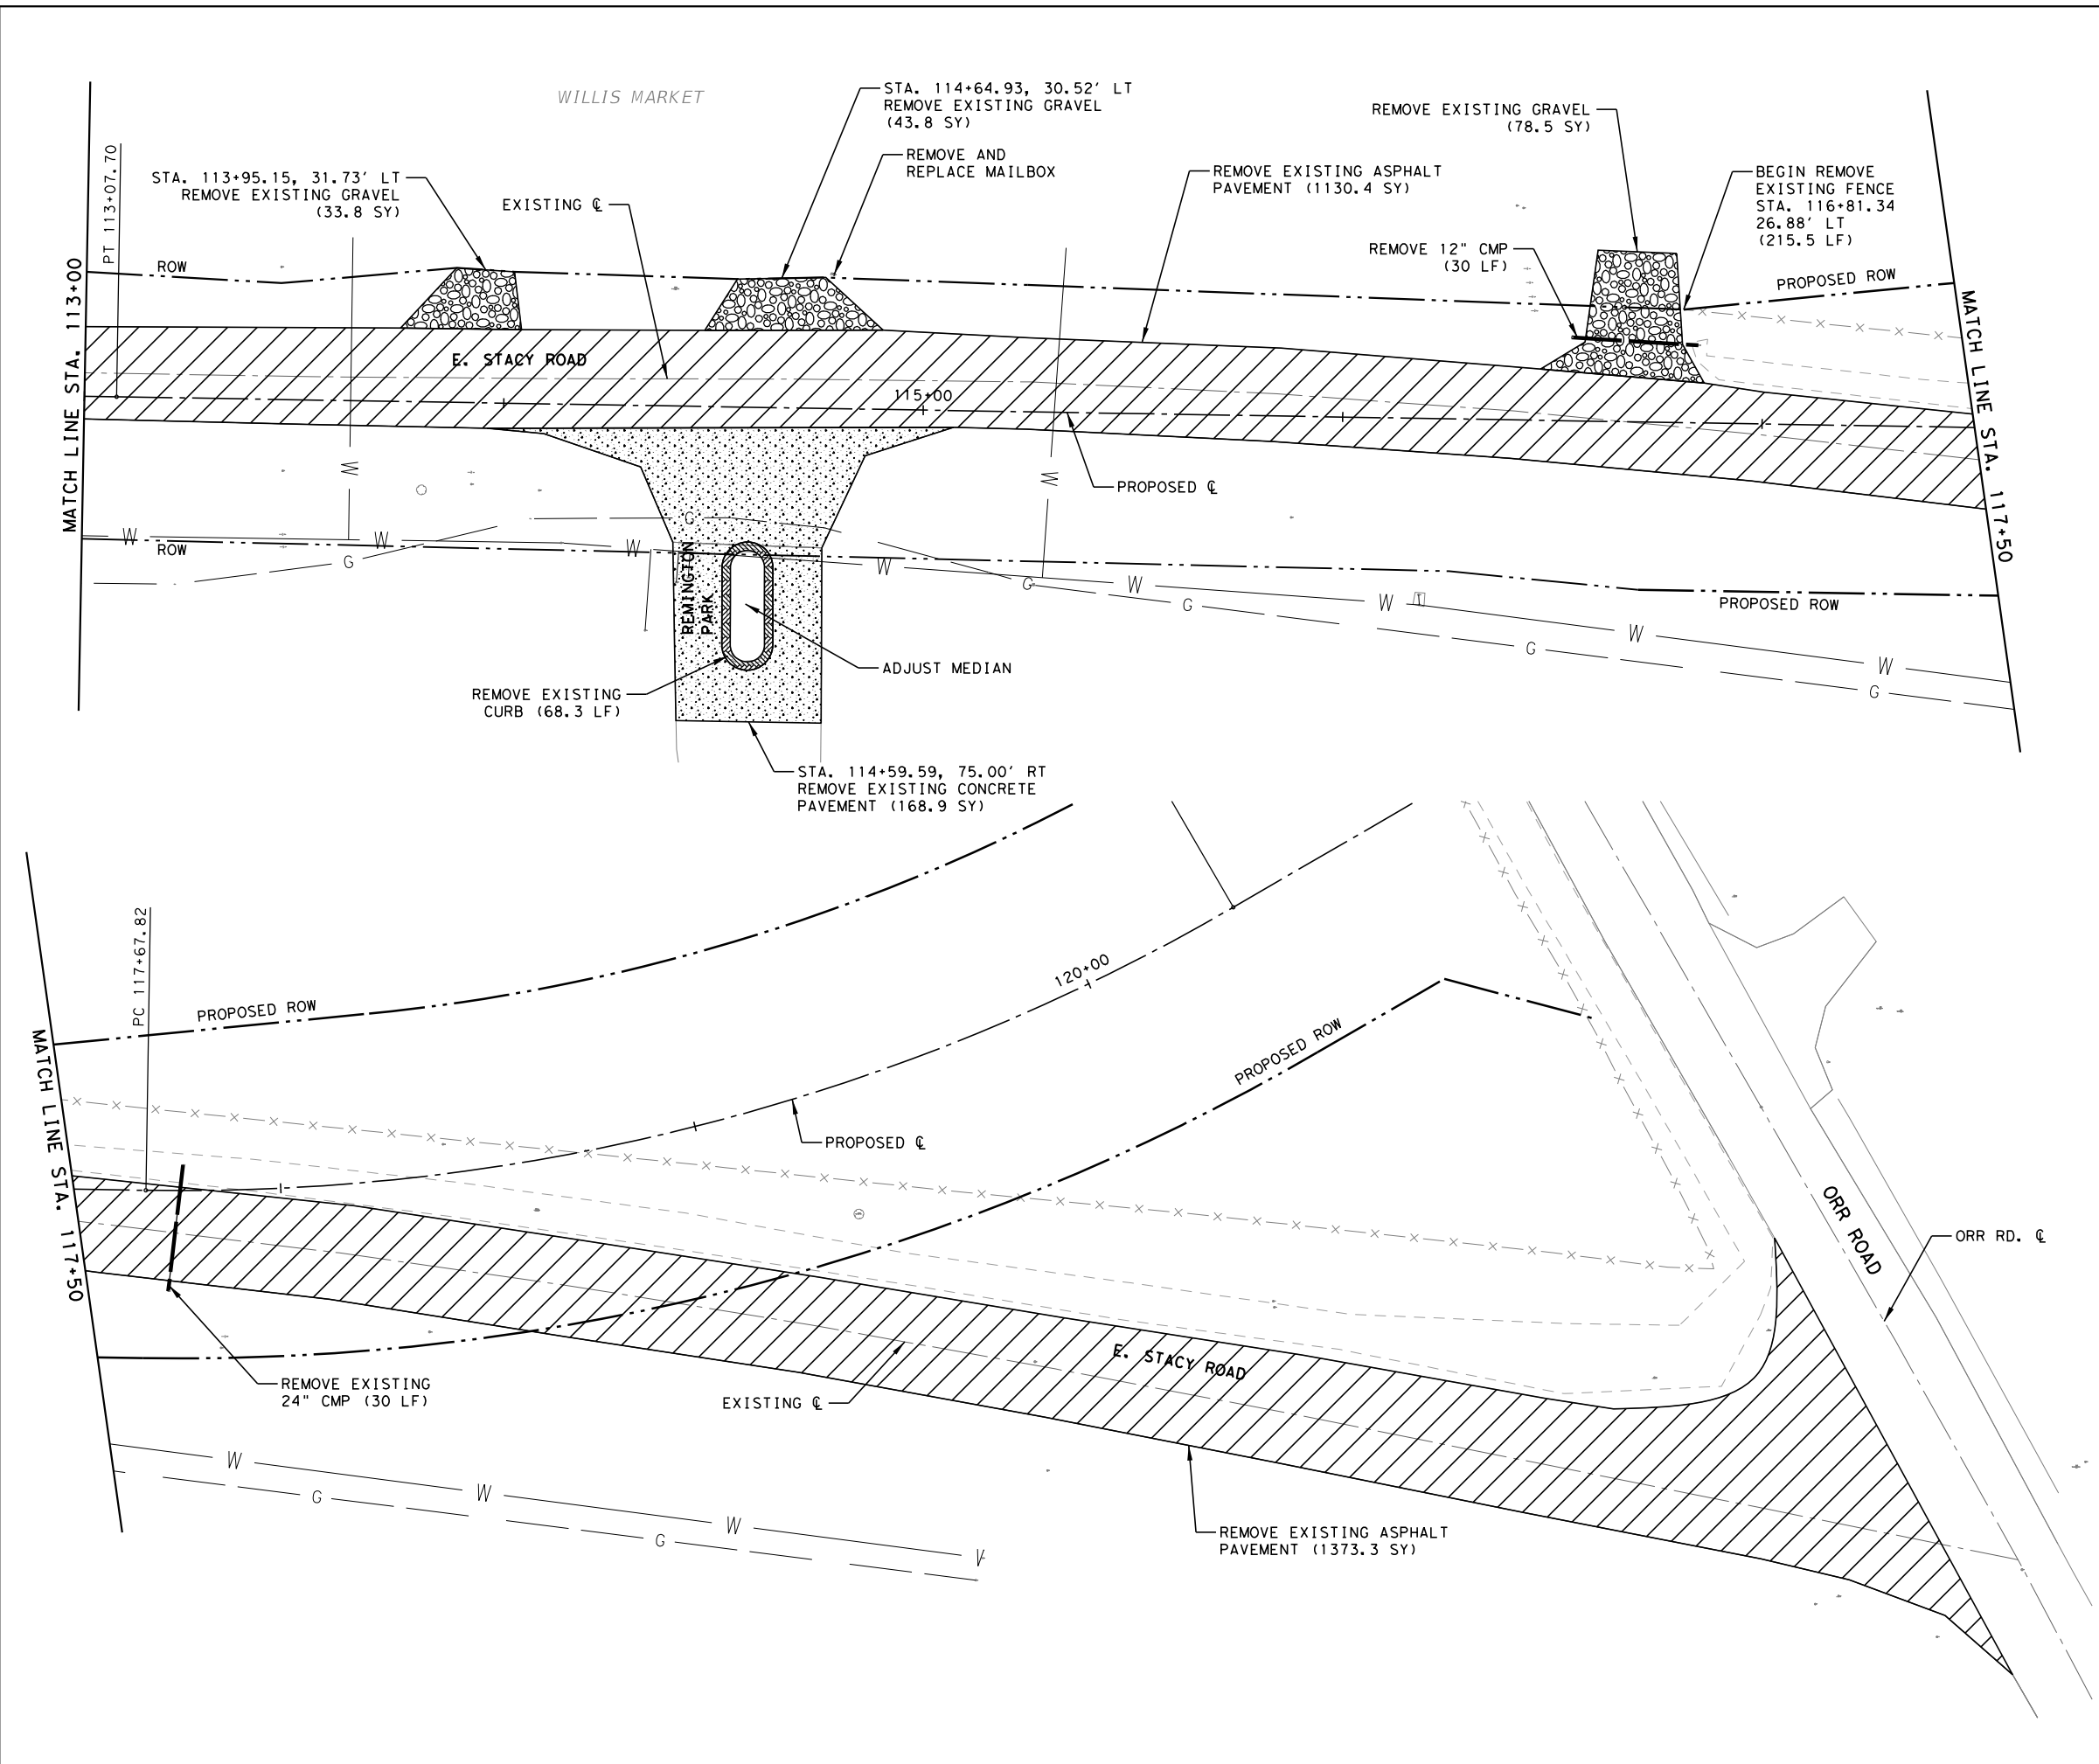 WILLIS MARKET
STA. 114+64.93, 30.52' LT
REMOVE EXISTING GRAVEL
(43.8 SY)
REMOVE AND
REPLACE MAILBOX
REMOVE EXISTING GRAVEL
(78.5 SY)
PT 113+07.70
STA. 113+95.15, 31.73' LT
REMOVE EXISTING GRAVEL
(33.8 SY)
EXISTING ℄
REMOVE EXISTING ASPHALT
PAVEMENT (1130.4 SY)
BEGIN REMOVE
EXISTING FENCE
STA. 116+81.34
26.88' LT
(215.5 LF)
REMOVE 12" CMP
(30 LF)
ROW
PROPOSED ROW
MATCH LINE STA. 113+00
MATCH LINE STA. 117+50
E. STACY ROAD
115+00
PROPOSED ℄
W
W
G
W
W
W
W
W
W
W
W
ROW
G
G
G
G
G
PROPOSED ROW
REMINGTON
PARK
ADJUST MEDIAN
REMOVE EXISTING
CURB (68.3 LF)
STA. 114+59.59, 75.00' RT
REMOVE EXISTING CONCRETE
PAVEMENT (168.9 SY)
PC 117+67.82
PROPOSED ROW
120+00
PROPOSED ROW
MATCH LINE STA. 117+50
PROPOSED ℄
ORR ROAD
ORR RD. ℄
E. STACY ROAD
REMOVE EXISTING
24" CMP (30 LF)
EXISTING ℄
W
W
W
G
G
REMOVE EXISTING ASPHALT
PAVEMENT (1373.3 SY)